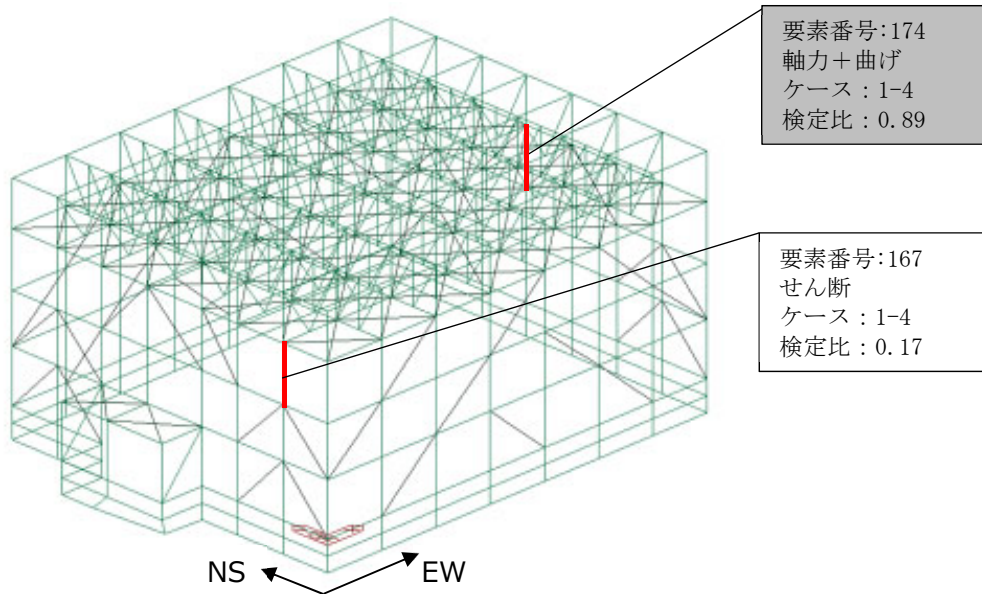 要素番号:174
軸力＋曲げ
ケース：1-4
検定比：0.89
要素番号:167
せん断
ケース：1-4
検定比：0.17
NS
EW